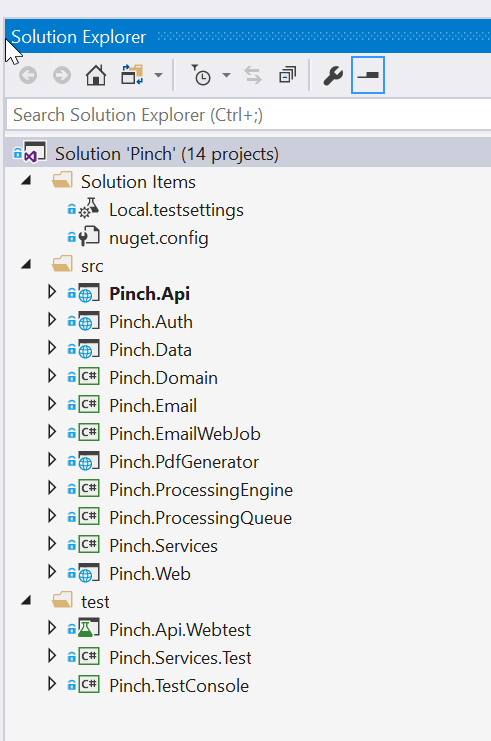 Solution Explorer
Search Solution Explorer (Ctrl+;)
Solution 'Pinch' (14 projects)
Solution Items
Local.testsettings
nuget.config
src
Pinch.Api
Pinch.Auth
Pinch.Data
C# Pinch.Domain
C# Pinch.Email
C# Pinch.EmailWebJob
Pinch.PdfGenerator
C# Pinch.ProcessingEngine
C# Pinch.ProcessingQueue
C# Pinch.Services
Pinch.Web
test
Pinch.Api.Webtest
C# Pinch.Services.Test
C# Pinch.TestConsole